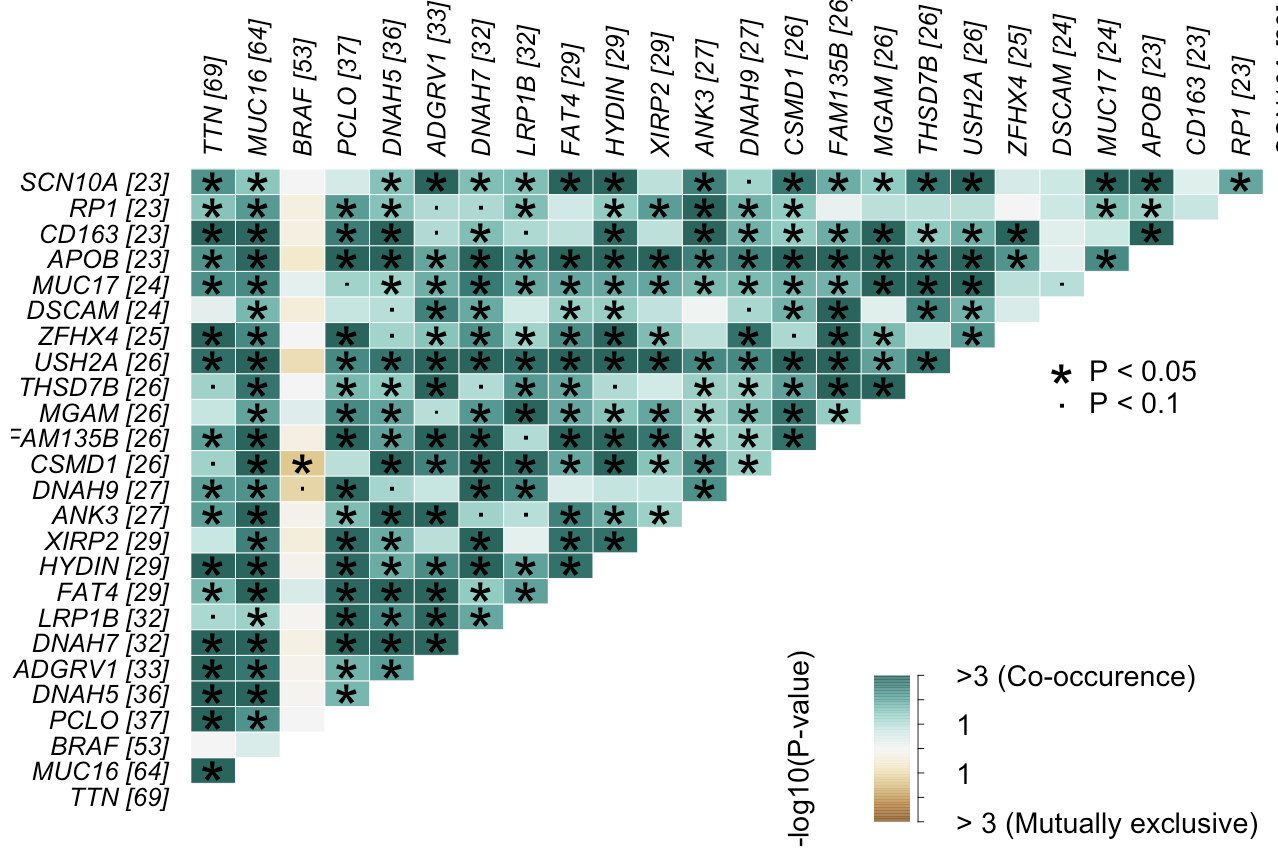 TTN [69]
MUC16 [64]
BRAF [53]
PCLO [37]
DNAH5 [36]
ADGRV1 [33]
DNAH7 [32]
LRP1B [32]
FAT4 [29]
HYDIN [29]
XIRP2 [29]
ANK3 [27]
DNAH9 [27]
CSMD1 [26]
FAM135B [26]
MGAM [26]
THSD7B [26]
USH2A [26]
ZFHX4 [25]
DSCAM [24]
MUC17 [24]
APOB [23]
CD163 [23]
RP1 [23]
SCN10A [23]
RP1 [23]
CD163 [23]
APOB [23]
MUC17 [24]
DSCAM [24]
ZFHX4 [25]
USH2A [26]
THSD7B [26]
MGAM [26]
FAM135B [26]
CSMD1 [26]
DNAH9 [27]
ANK3 [27]
XIRP2 [29]
HYDIN [29]
FAT4 [29]
LRP1B [32]
DNAH7 [32]
ADGRV1 [33]
DNAH5 [36]
PCLO [37]
BRAF [53]
MUC16 [64]
TTN [69]
* P < 0.05
· P < 0.1
-log10(P-value)
>3 (Co-occurence)
1
1
> 3 (Mutually exclusive)